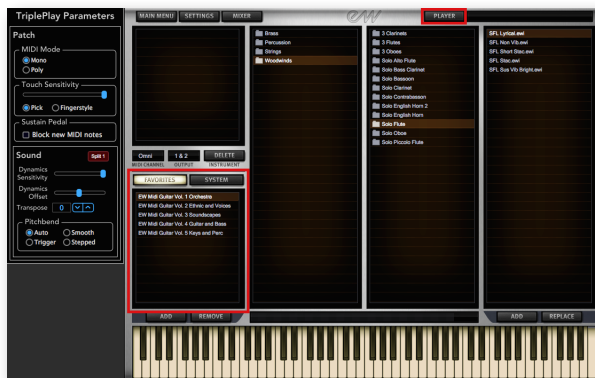 TriplePlay Parameters
MAIN MENU SETTINGS MIXER
EW
PLAYER
Patch
MIDI Mode
Mono
Poly
Touch Sensitivity
Pick Fingerstyle
Sustain Pedal
Block new MIDI notes
Sound Split 1
Dynamics
Sensitivity
Dynamics
Offset
Transpose 0
Pitchbend
Auto Smooth
Trigger Stepped
Omni 1 & 2 DELETE
MIDI CHANNEL OUTPUT INSTRUMENT
FAVORITES SYSTEM
EW Midi Guitar Vol. 1 Orchestra
EW Midi Guitar Vol. 2 Ethnic and Voices
EW Midi Guitar Vol. 3 Soundscapes
EW Midi Guitar Vol. 4 Guitar and Bass
EW Midi Guitar Vol. 5 Keys and Perc
ADD REMOVE
Brass
Percussion
Strings
Woodwinds
3 Clarinets
3 Flutes
3 Oboes
Solo Alto Flute
Solo Bass Clarinet
Solo Bassoon
Solo Clarinet
Solo Contrabassoon
Solo English Horn 2
Solo English Horn
Solo Flute
Solo Oboe
Solo Piccolo Flute
SFL Lyrical.ewi
SFL Non Vib.ewi
SFL Short Stac.ewi
SFL Stac.ewi
SFL Sus Vib Bright.ewi
ADD REPLACE